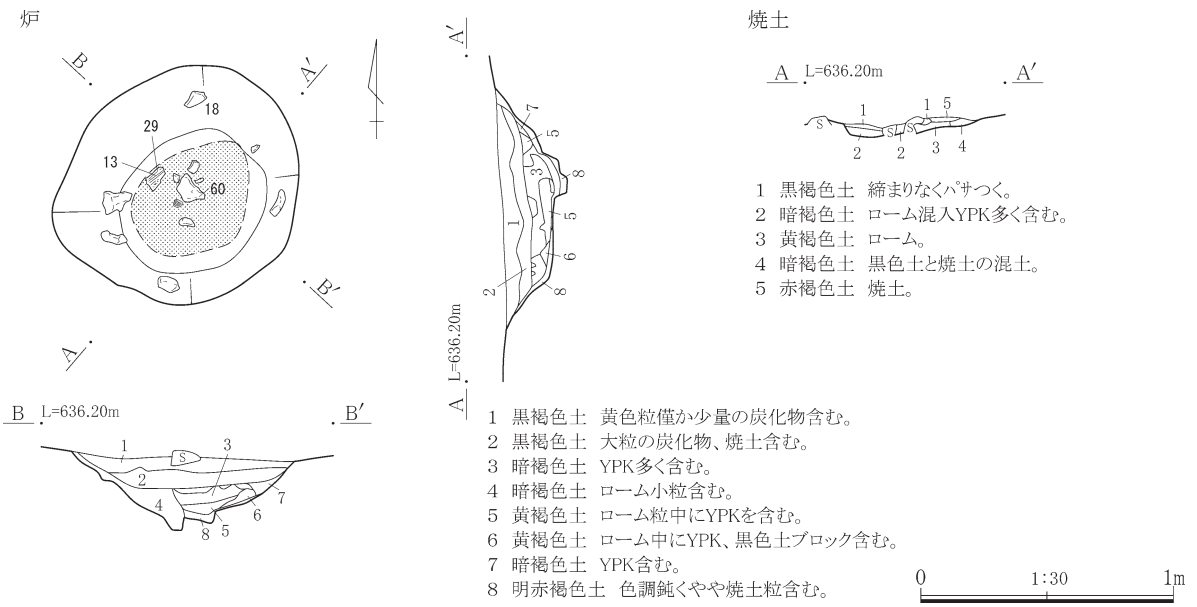 炉
B
A′
18
29
13
60
B′
A
A′
7
5
8
3
1
5
6
2
8
A L=636.20m
B L=636.20m B′
1
S
3
2
4
7
6
5
8
1 黒褐色土 黄色粒僅か少量の炭化物含む。
2 黒褐色土 大粒の炭化物、焼土含む。
3 暗褐色土 YPK多く含む。
4 暗褐色土 ローム小粒含む。
5 黄褐色土 ローム粒中にYPKを含む。
6 黄褐色土 ローム中にYPK、黒色土ブロック含む。
7 暗褐色土 YPK含む。
8 明赤褐色土 色調鈍くやや焼土粒含む。
焼土
A L=636.20m A′
S 1 S S 1 5
2 2 3 4
1 黒褐色土 締まりなくパサつく。
2 暗褐色土 ローム混入YPK多く含む。
3 黄褐色土 ローム。
4 暗褐色土 黒色土と焼土の混土。
5 赤褐色土 焼土。
0 1:30 1m